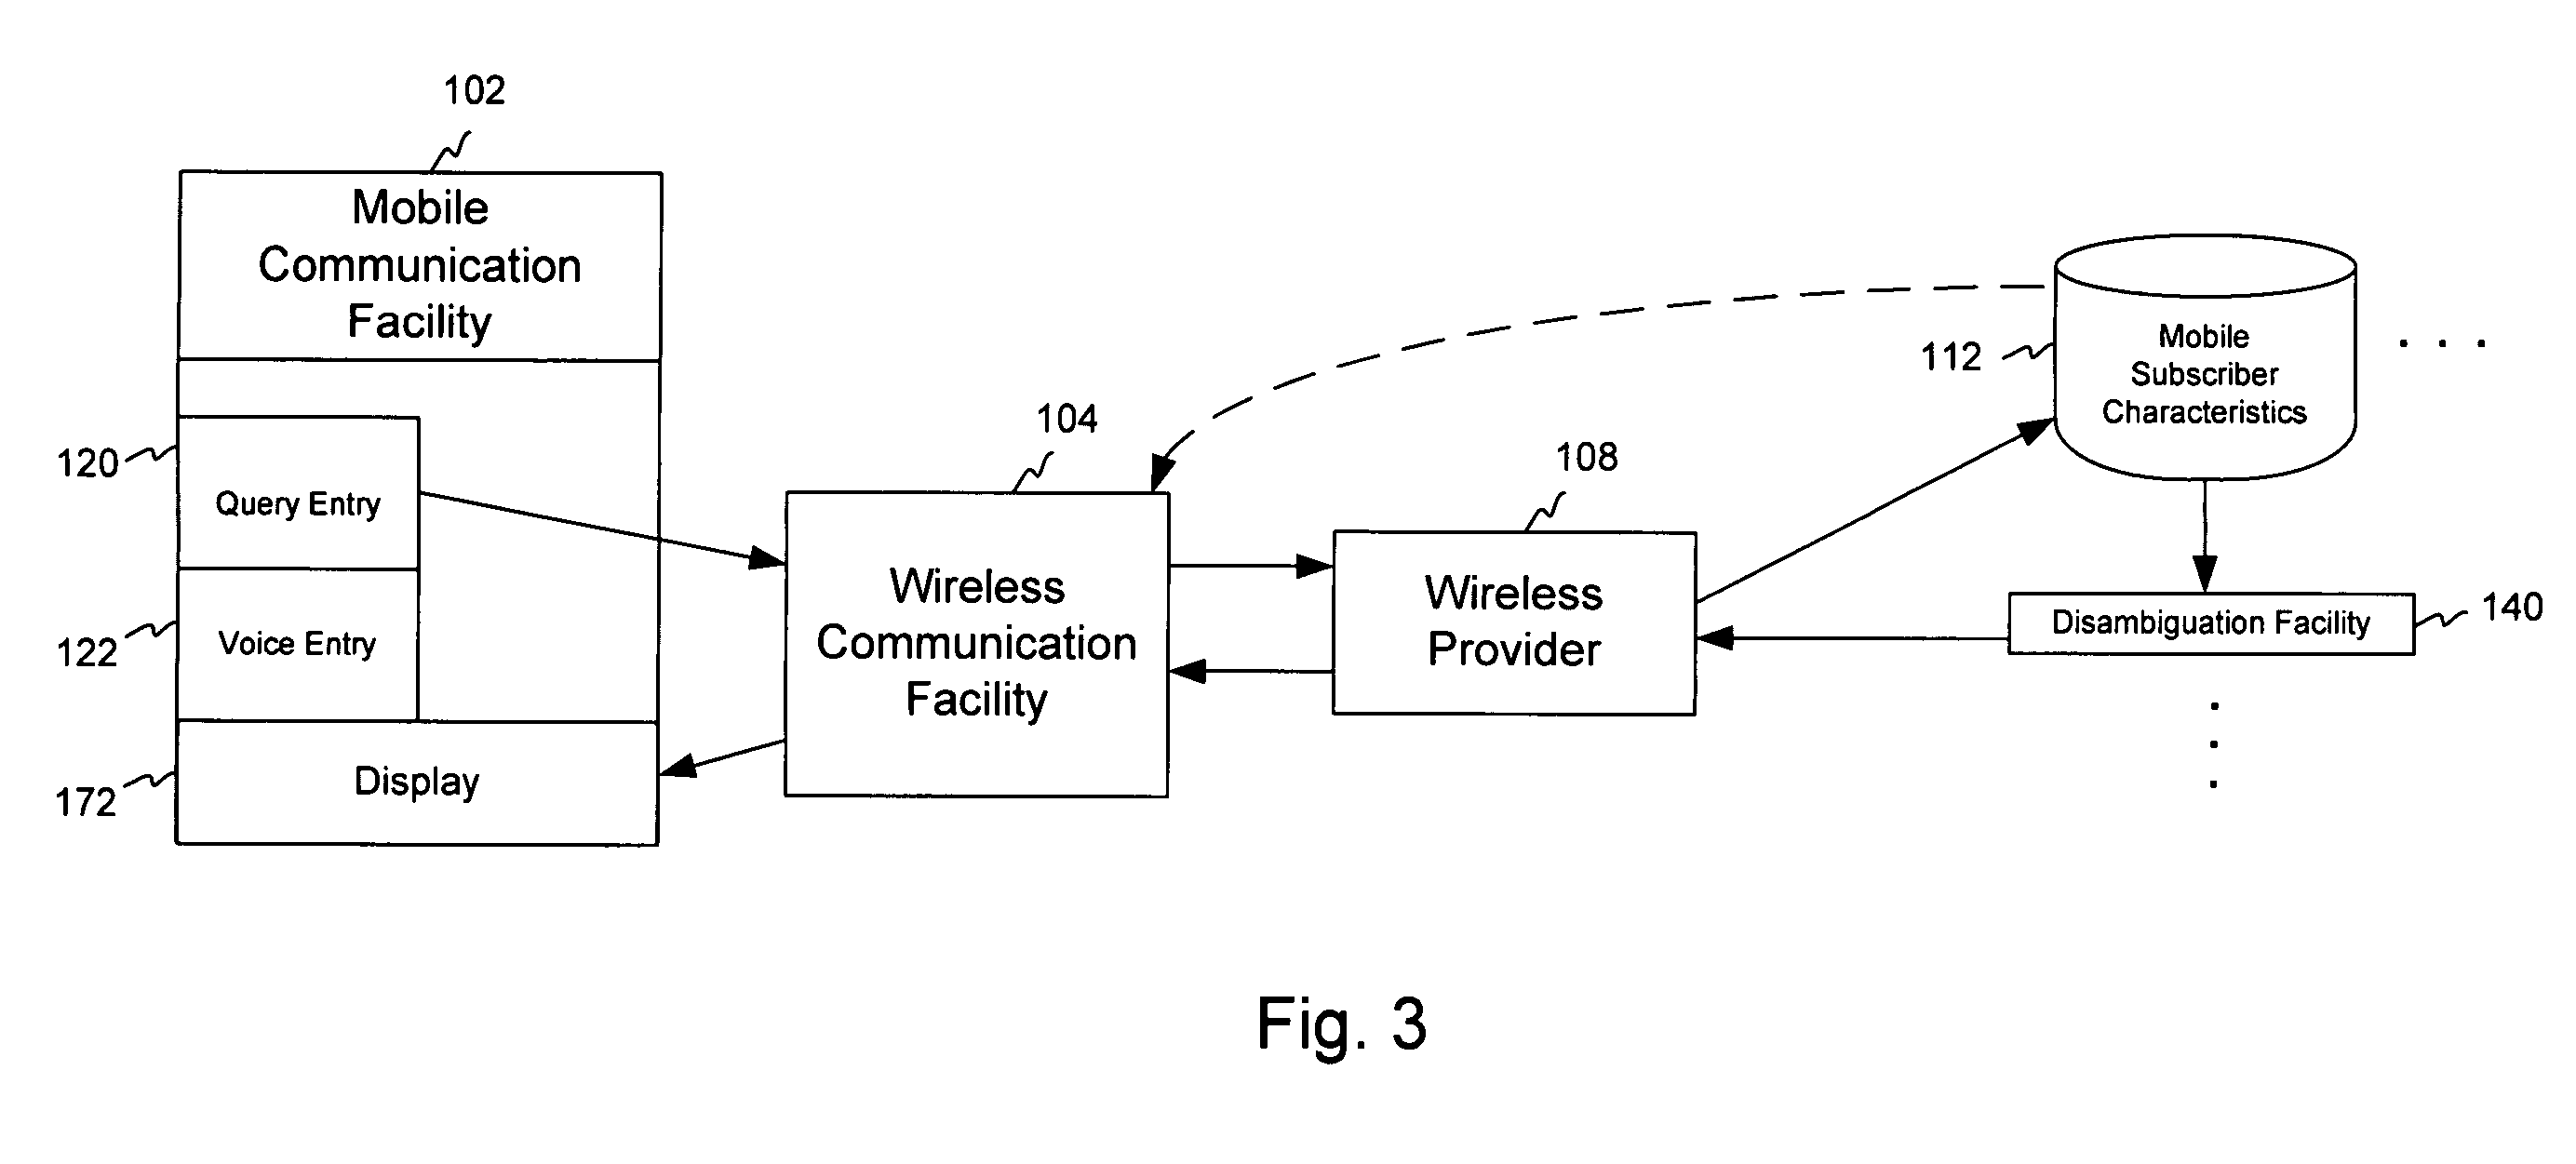 102
Mobile
Communication
Facility
120
Query Entry
122
Voice Entry
172
Display
104
Wireless
Communication
Facility
108
Wireless
Provider
112
Mobile
Subscriber
Characteristics
. . .
Disambiguation Facility
140
.
.
.
Fig. 3